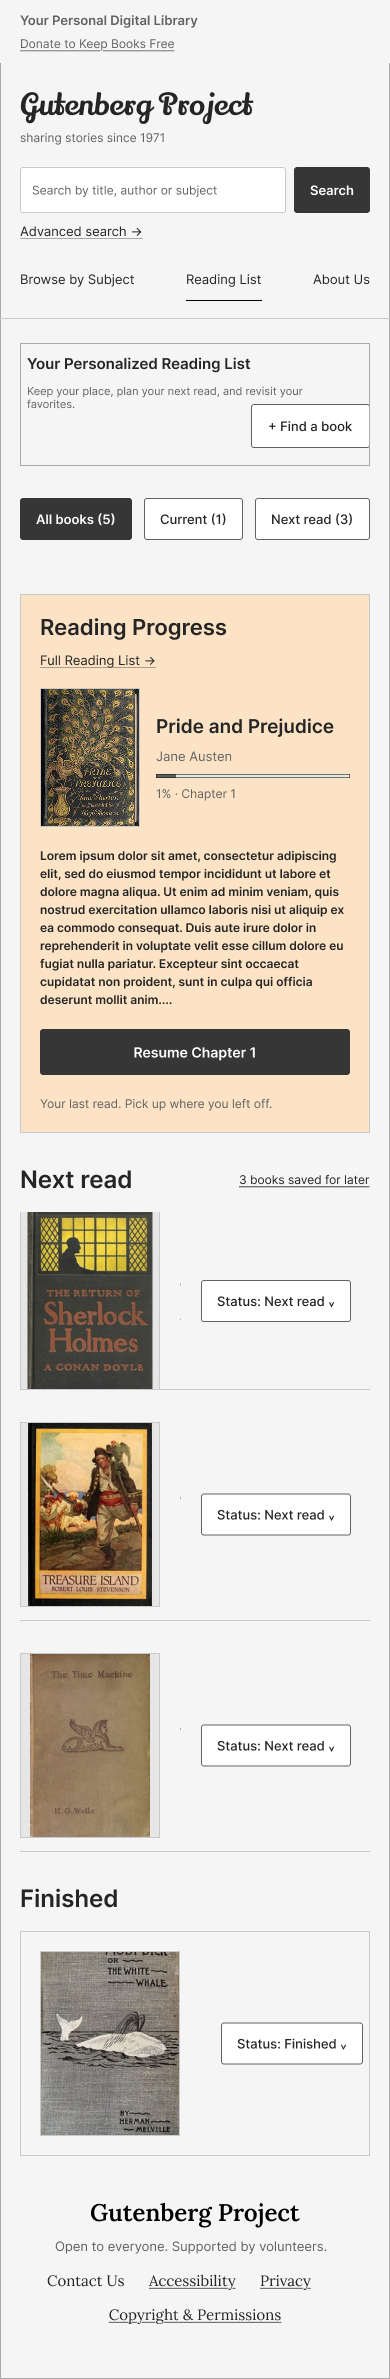 Your Personal Digital Library
Donate to Keep Books Free
Gutenberg Project
sharing stories since 1971
Search by title, author or subject
Search
Advanced search →
Browse by Subject
Reading List
About Us
Your Personalized Reading List
Keep your place, plan your next read, and revisit your
favorites.
+ Find a book
All books (5)
Current (1)
Next read (3)
Reading Progress
Full Reading List →
PRIDE
PREJUDICE
Jane Austen
Pride and Prejudice
Jane Austen
1% · Chapter 1
Lorem ipsum dolor sit amet, consectetur adipiscing
elit, sed do eiusmod tempor incididunt ut labore et
dolore magna aliqua. Ut enim ad minim veniam, quis
nostrud exercitation ullamco laboris nisi ut aliquip ex
ea commodo consequat. Duis aute irure dolor in
reprehenderit in voluptate velit esse cillum dolore eu
fugiat nulla pariatur. Excepteur sint occaecat
cupidatat non proident, sunt in culpa qui officia
deserunt mollit anim....
Resume Chapter 1
Your last read. Pick up where you left off.
Next read
3 books saved for later
THE RETURN OF
Sherlock
Holmes
A CONAN DOYLE
Status: Next read v
TREASURE ISLAND
ROBERT LOUIS STEVENSON
Status: Next read v
The Time Machine
H. G. Wells
Status: Next read v
Finished
MOBY DICK
OR
THE WHITE
WHALE
BY
HERMAN
MELVILLE
Status: Finished v
Gutenberg Project
Open to everyone. Supported by volunteers.
Contact Us
Accessibility
Privacy
Copyright & Permissions